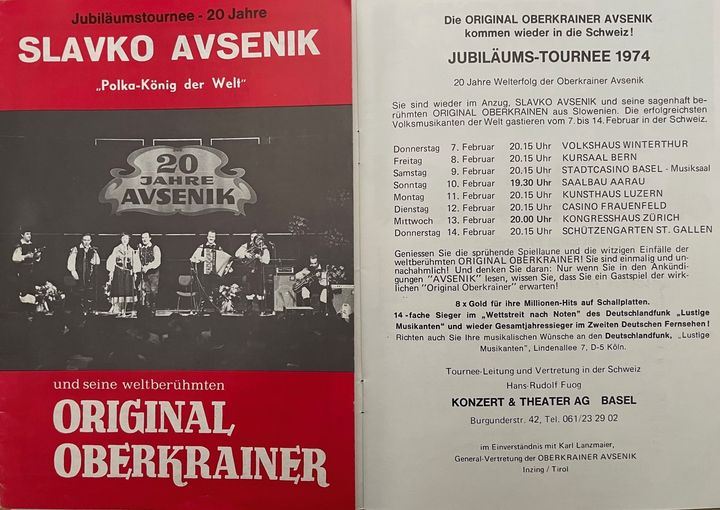 Jubiläumstournee - 20 Jahre
SLAVKO AVSENIK
„Polka-König der Welt"
20
JAHRE
AVSENIK
und seine weltberühmten
ORIGINAL
OBERKRAINER
Die ORIGINAL OBERKRAINER AVSENIK
kommen wieder in die Schweiz!
JUBILÄUMS-TOURNEE 1974
20 Jahre Welterfolg der Oberkrainer Avsenik
Sie sind wieder im Anzug, SLAVKO AVSENIK und seine sagenhaft be-
rühmten ORIGINAL OBERKRAINEN aus Slowenien. Die erfolgreichsten
Volksmusikanten der Welt gastieren vom 7. bis 14. Februar in der Schweiz.
Donnerstag 7. Februar 20.15 Uhr VOLKSHAUS WINTERTHUR
Freitag 8. Februar 20.15 Uhr KURSAAL BERN
Samstag 9. Februar 20.15 Uhr STADTCASINO BASEL - Musiksaal
Sonntag 10. Februar 19.30 Uhr SAALBAU AARAU
Montag 11. Februar 20.15 Uhr KUNSTHAUS LUZERN
Dienstag 12. Februar 20.15 Uhr CASINO FRAUENFELD
Mittwoch 13. Februar 20.00 Uhr KONGRESSHAUS ZÜRICH
Donnerstag 14. Februar 20.15 Uhr SCHÜTZENGARTEN ST. GALLEN
Geniessen Sie die sprühende Spiellaune und die witzigen Einfälle der
weltberühmten ORIGINAL OBERKRAINER! Sie sind einmalig und un-
nachahmlich! Und denken Sie daran: Nur wenn Sie in den Ankündi-
gungen "AVSENIK" lesen, wissen Sie, dass Sie ein Gastspiel der wirk-
lichen "Original Oberkrainer" erwarten!
8 x Gold für ihre Millionen-Hits auf Schallplatten.
14 -fache Sieger im „Wettstreit nach Noten" des Deutschlandfunk „Lustige
Musikanten" und wieder Gesamtjahressieger im Zweiten Deutschen Fernsehen!
Richten auch Sie Ihre musikalischen Wünsche an den Deutschlandfunk, „Lustige
Musikanten", Lindenallee 7, D-5 Köln.
Tournee-Leitung und Vertretung in der Schweiz
Hans-Rudolf Fuog
KONZERT & THEATER AG BASEL
Burgunderstr. 42, Tel. 061/23 29 02
im Einverständnis mit Karl Lanzmaier,
General-Vertretung der OBERKRAINER AVSENIK
Inzing / Tirol